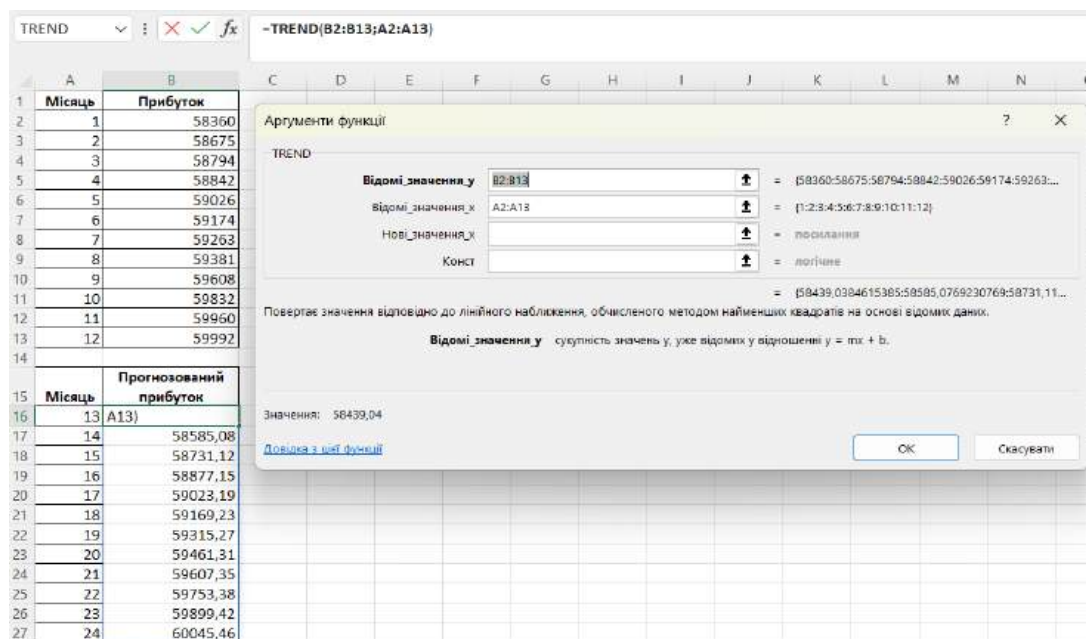 TREND fx =TREND(B2:B13;A2:A13)
A B C D E F G H I J K L M N
1 Місяць Прибуток
2 1 58360
3 2 58675
4 3 58794
5 4 58842
6 5 59026
7 6 59174
8 7 59263
9 8 59381
10 9 59608
11 10 59832
12 11 59960
13 12 59992
14
Прогнозований
15 Місяць прибуток
16 13 A13)
17 14 58585,08
18 15 58731,12
19 16 58877,15
20 17 59023,19
21 18 59169,23
22 19 59315,27
23 20 59461,31
24 21 59607,35
25 22 59753,38
26 23 59899,42
27 24 60045,46
Аргументи функції ? ×
TREND
Відомі_значення_y B2:B13 = {58360:58675:58794:58842:59026:59174:59263:...
Відомі_значення_x A2:A13 = {1:2:3:4:5:6:7:8:9:10:11:12}
Нові_значення_x = посилання
Конст = логічне
= {58439,0384615385:58585,0769230769:58731,11...
Повертає значення відповідно до лінійного наближення, обчисленого методом найменших квадратів на основі відомих даних.
Відомі_значення_y сукупність значень y, уже відомих у відношенні y = mx + b.
Значення: 58439,04
Довідка з цієї функції OK Скасувати